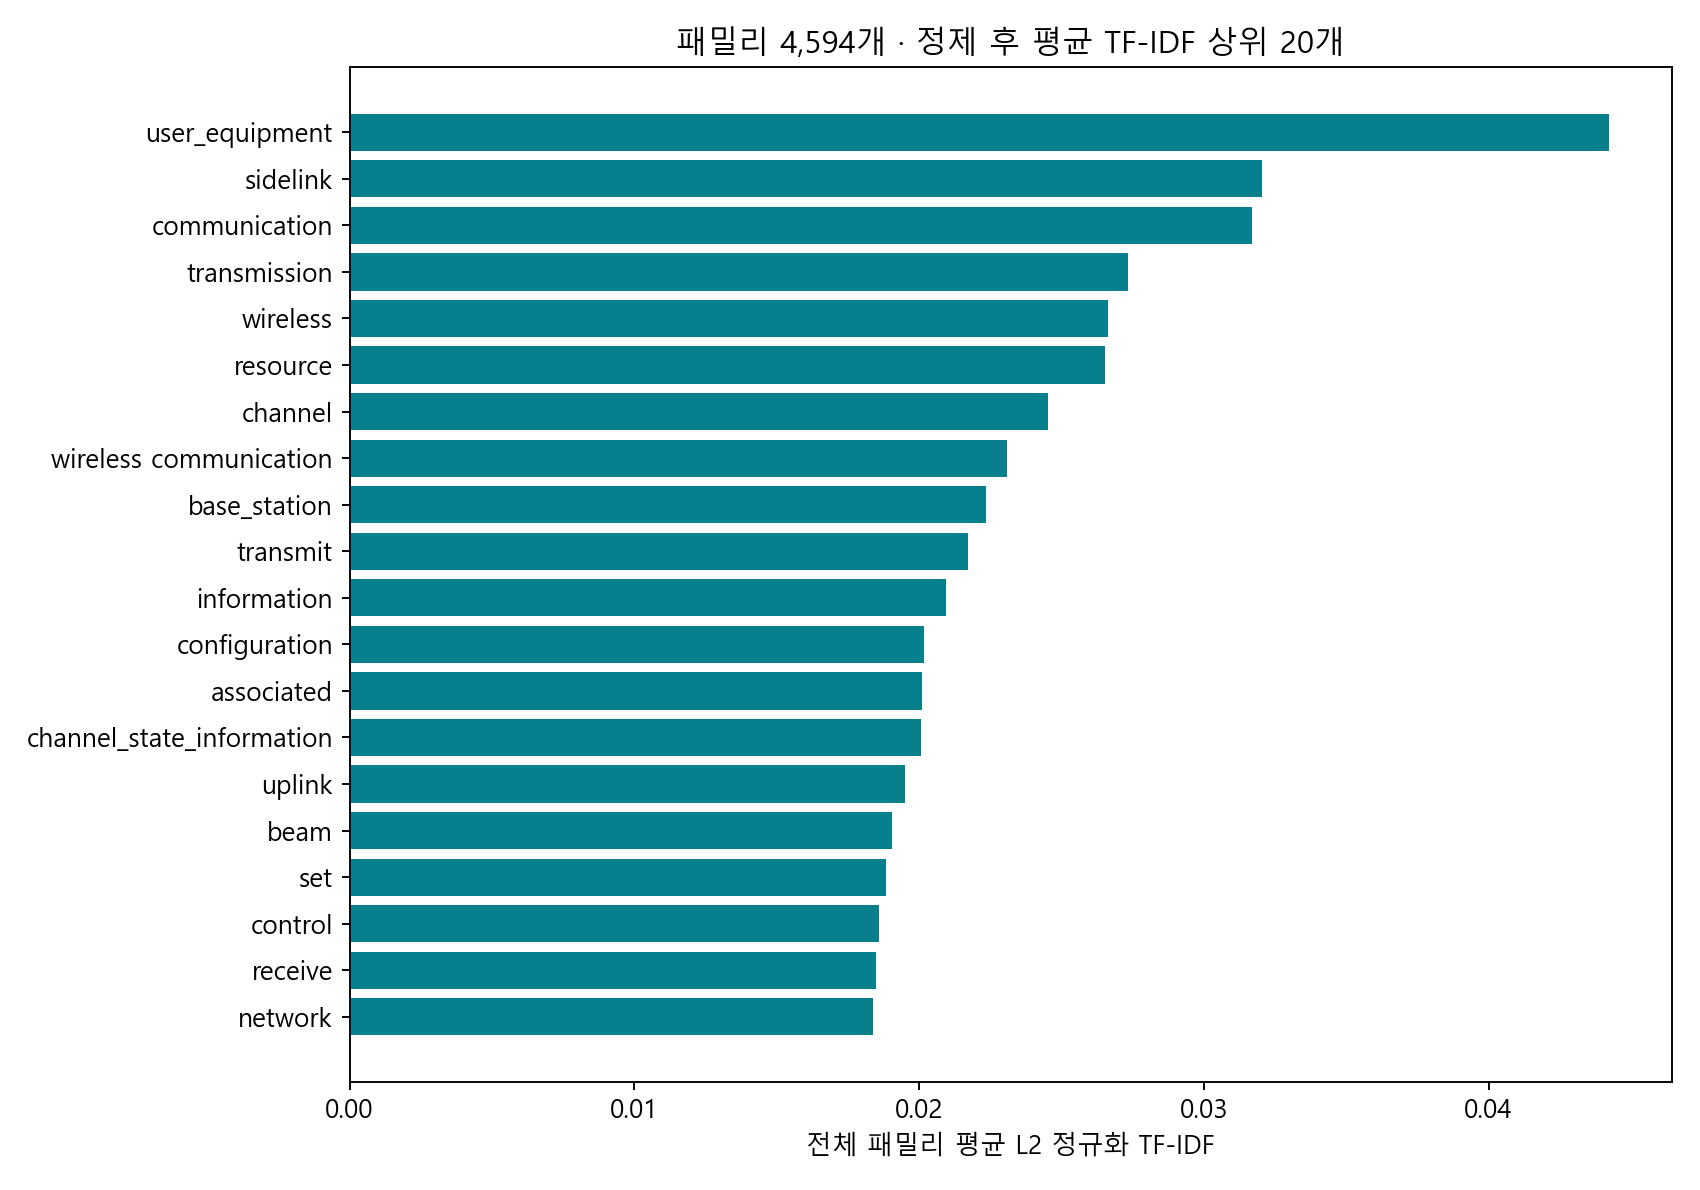 패밀리 4,594개 · 정제 후 평균 TF-IDF 상위 20개
user_equipment
sidelink
communication
transmission
wireless
resource
channel
wireless communication
base_station
transmit
information
configuration
associated
channel_state_information
uplink
beam
set
control
receive
network
0.00 0.01 0.02 0.03 0.04
전체 패밀리 평균 L2 정규화 TF-IDF